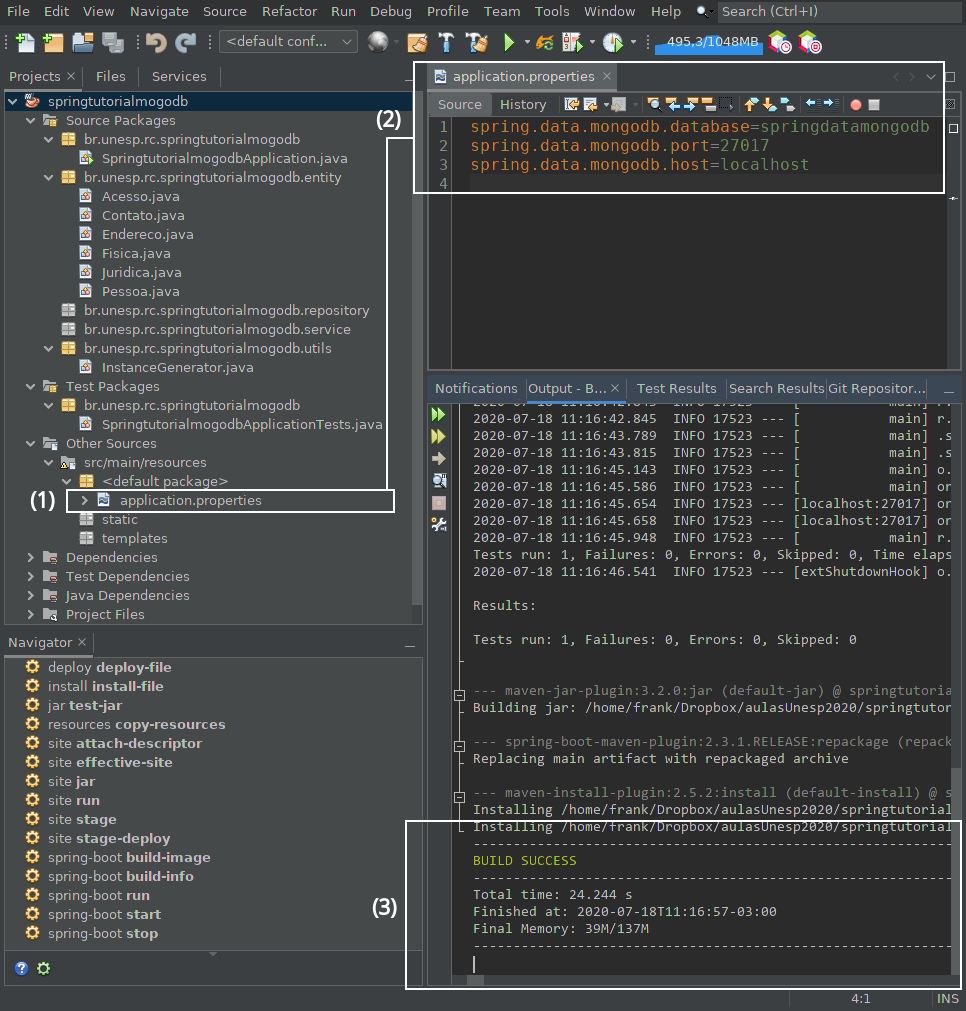 File Edit View Navigate Source Refactor Run Debug Profile Team Tools Window Help Search (Ctrl+I)
<default conf... 495.3/1048MB
Projects Files Services
springtutorialmogodb
Source Packages
br.unesp.rc.springtutorialmogodb
SpringtutorialmogodbApplication.java
br.unesp.rc.springtutorialmogodb.entity
Acesso.java
Contato.java
Endereco.java
Fisica.java
Juridica.java
Pessoa.java
br.unesp.rc.springtutorialmogodb.repository
br.unesp.rc.springtutorialmogodb.service
br.unesp.rc.springtutorialmogodb.utils
InstanceGenerator.java
Test Packages
br.unesp.rc.springtutorialmogodb
SpringtutorialmogodbApplicationTests.java
Other Sources
src/main/resources
<default package>
(1) application.properties
static
templates
Dependencies
Test Dependencies
Java Dependencies
Project Files
Navigator
deploy deploy-file
install install-file
jar test-jar
resources copy-resources
site attach-descriptor
site effective-site
site jar
site run
site stage
site stage-deploy
spring-boot build-image
spring-boot build-info
spring-boot run
spring-boot start
spring-boot stop
(2)
application.properties
Source History
1 spring.data.mongodb.database=springdatamongodb
2 spring.data.mongodb.port=27017
3 spring.data.mongodb.host=localhost
4
Notifications Output - B... Test Results Search Results Git Repositor...
2020-07-18 11:16:42.845 INFO 17523 --- [ main] r.
2020-07-18 11:16:43.789 INFO 17523 --- [ main] .s
2020-07-18 11:16:43.815 INFO 17523 --- [ main] .s
2020-07-18 11:16:45.143 INFO 17523 --- [ main] o.
2020-07-18 11:16:45.586 INFO 17523 --- [ main] or
2020-07-18 11:16:45.654 INFO 17523 --- [localhost:27017] or
2020-07-18 11:16:45.658 INFO 17523 --- [localhost:27017] or
2020-07-18 11:16:45.948 INFO 17523 --- [ main] r.
Tests run: 1, Failures: 0, Errors: 0, Skipped: 0, Time elaps
2020-07-18 11:16:46.541 INFO 17523 --- [extShutdownHook] o.
Results:
Tests run: 1, Failures: 0, Errors: 0, Skipped: 0
--- maven-jar-plugin:3.2.0:jar (default-jar) @ springtutoria
Building jar: /home/frank/Dropbox/aulasUnesp2020/springtutor
--- spring-boot-maven-plugin:2.3.1.RELEASE:repackage (repack
Replacing main artifact with repackaged archive
--- maven-install-plugin:2.5.2:install (default-install) @ s
Installing /home/frank/Dropbox/aulasUnesp2020/springtutorial
Installing /home/frank/Dropbox/aulasUnesp2020/springtutorial
------------------------------------------------------------
BUILD SUCCESS
------------------------------------------------------------
Total time: 24.244 s
(3) Finished at: 2020-07-18T11:16:57-03:00
Final Memory: 39M/137M
------------------------------------------------------------
4:1 INS